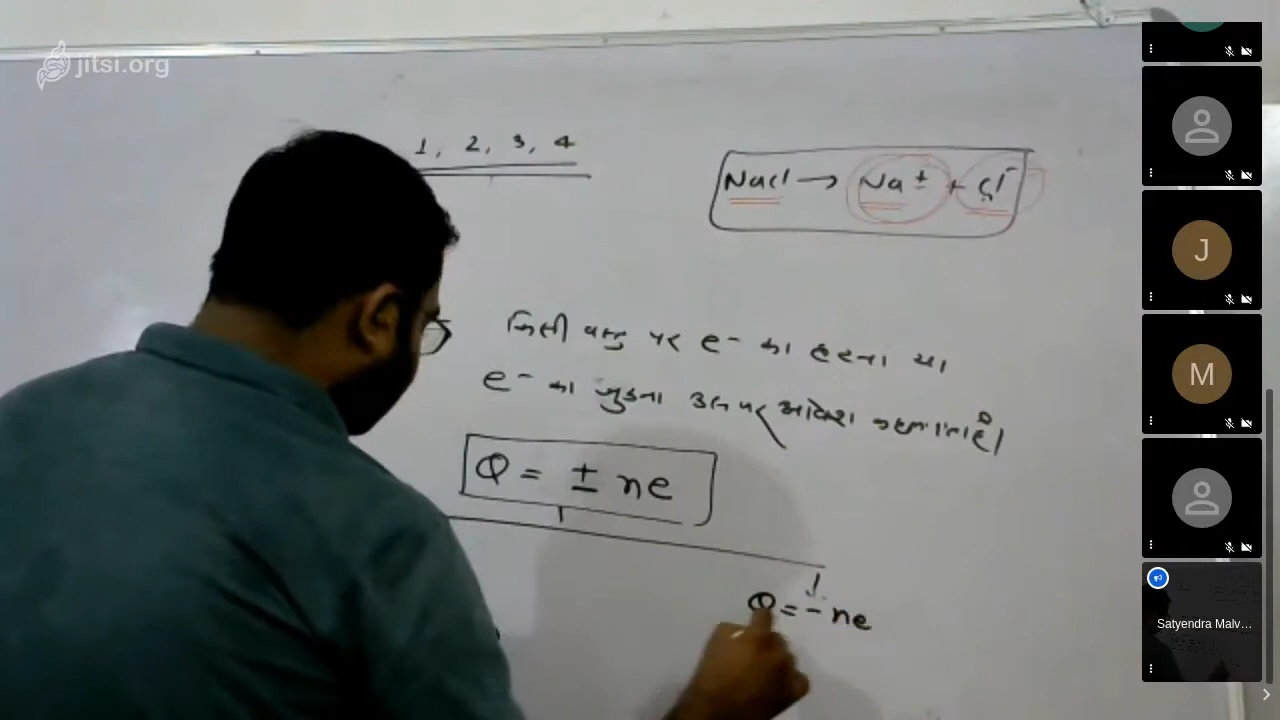 jitsi.org
1, 2, 3, 4
NaCl → Na⁺ + Cl⁻
किसी वस्तु पर e⁻ का हटना या
e⁻ का जुड़ना उस पर आवेश कहलाता है।
Q = ± ne
Q = - ne
J
M
Satyendra Malv...